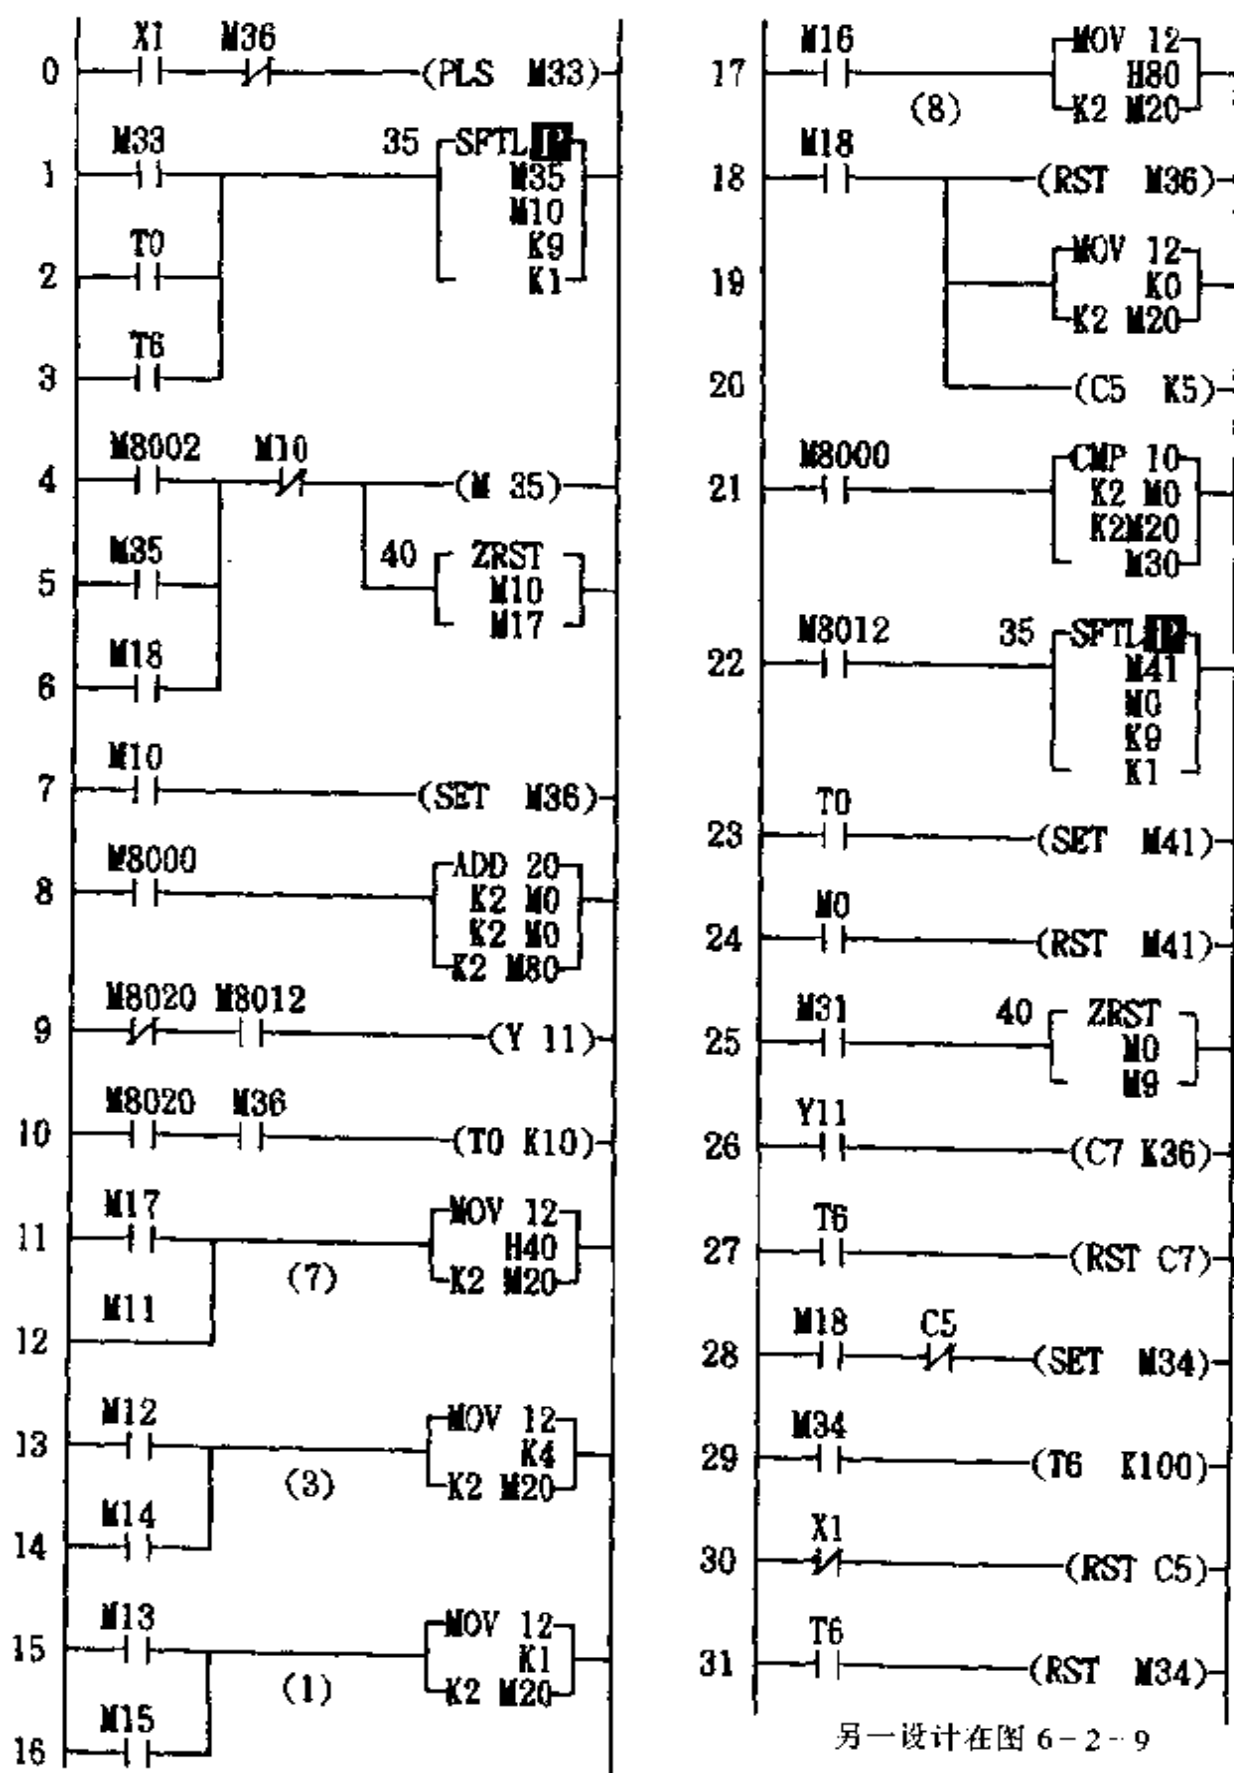 X1 M36
0 (PLS M33)
M33 35 SFTL P
1 M35
M10
T0 K9
2 K1
T6
3
M8002 M10
4 (M 35)
M35 40 ZRST
5 M10
M17
M18
6
M10
7 (SET M36)
M8000 ADD 20
8 K2 M0
K2 M0
K2 M80
M8020 M8012
9 (Y 11)
M8020 M36
10 (T0 K10)
M17 MOV 12
11 H40
(7) K2 M20
M11
12
M12 MOV 12
13 K4
(3) K2 M20
M14
14
M13 MOV 12
15 K1
(1) K2 M20
M15
16
M16 MOV 12
17 H80
(8) K2 M20
M18
18 (RST M36)
MOV 12
19 K0
K2 M20
20 (C5 K5)
M8000 CMP 10
21 K2 M0
K2M20
M30
M8012 35 SFTL P
22 M41
M0
K9
K1
T0
23 (SET M41)
M0
24 (RST M41)
M31 40 ZRST
25 M0
M9
Y11
26 (C7 K36)
T6
27 (RST C7)
M18 C5
28 (SET M34)
M34
29 (T6 K100)
X1
30 (RST C5)
T6
31 (RST M34)
另一设计在图 6-2-9